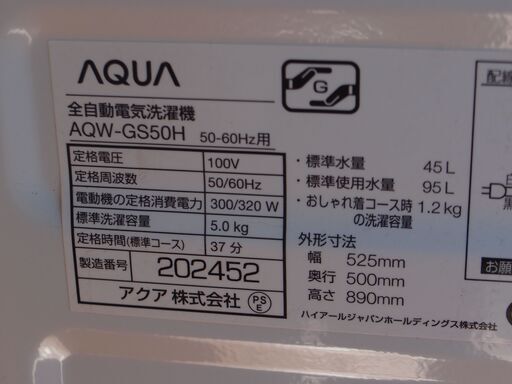 AQUA
G
全自動電気洗濯機
AQW-GS50H 50-60Hz用
定格電圧 100V
定格周波数 50/60Hz
電動機の定格消費電力 300/320 W
標準洗濯容量 5.0 kg
定格時間(標準コース) 37 分
製造番号 202452
アクア 株式会社
PS
E
・標準水量 45 L
・標準使用水量 95 L
・おしゃれ着コース時 1.2 kg
の洗濯容量
外形寸法
幅 525mm
奥行 500mm
高さ 890mm
ハイアールジャパンホールディングス株式会社
配線
白
黒
お願